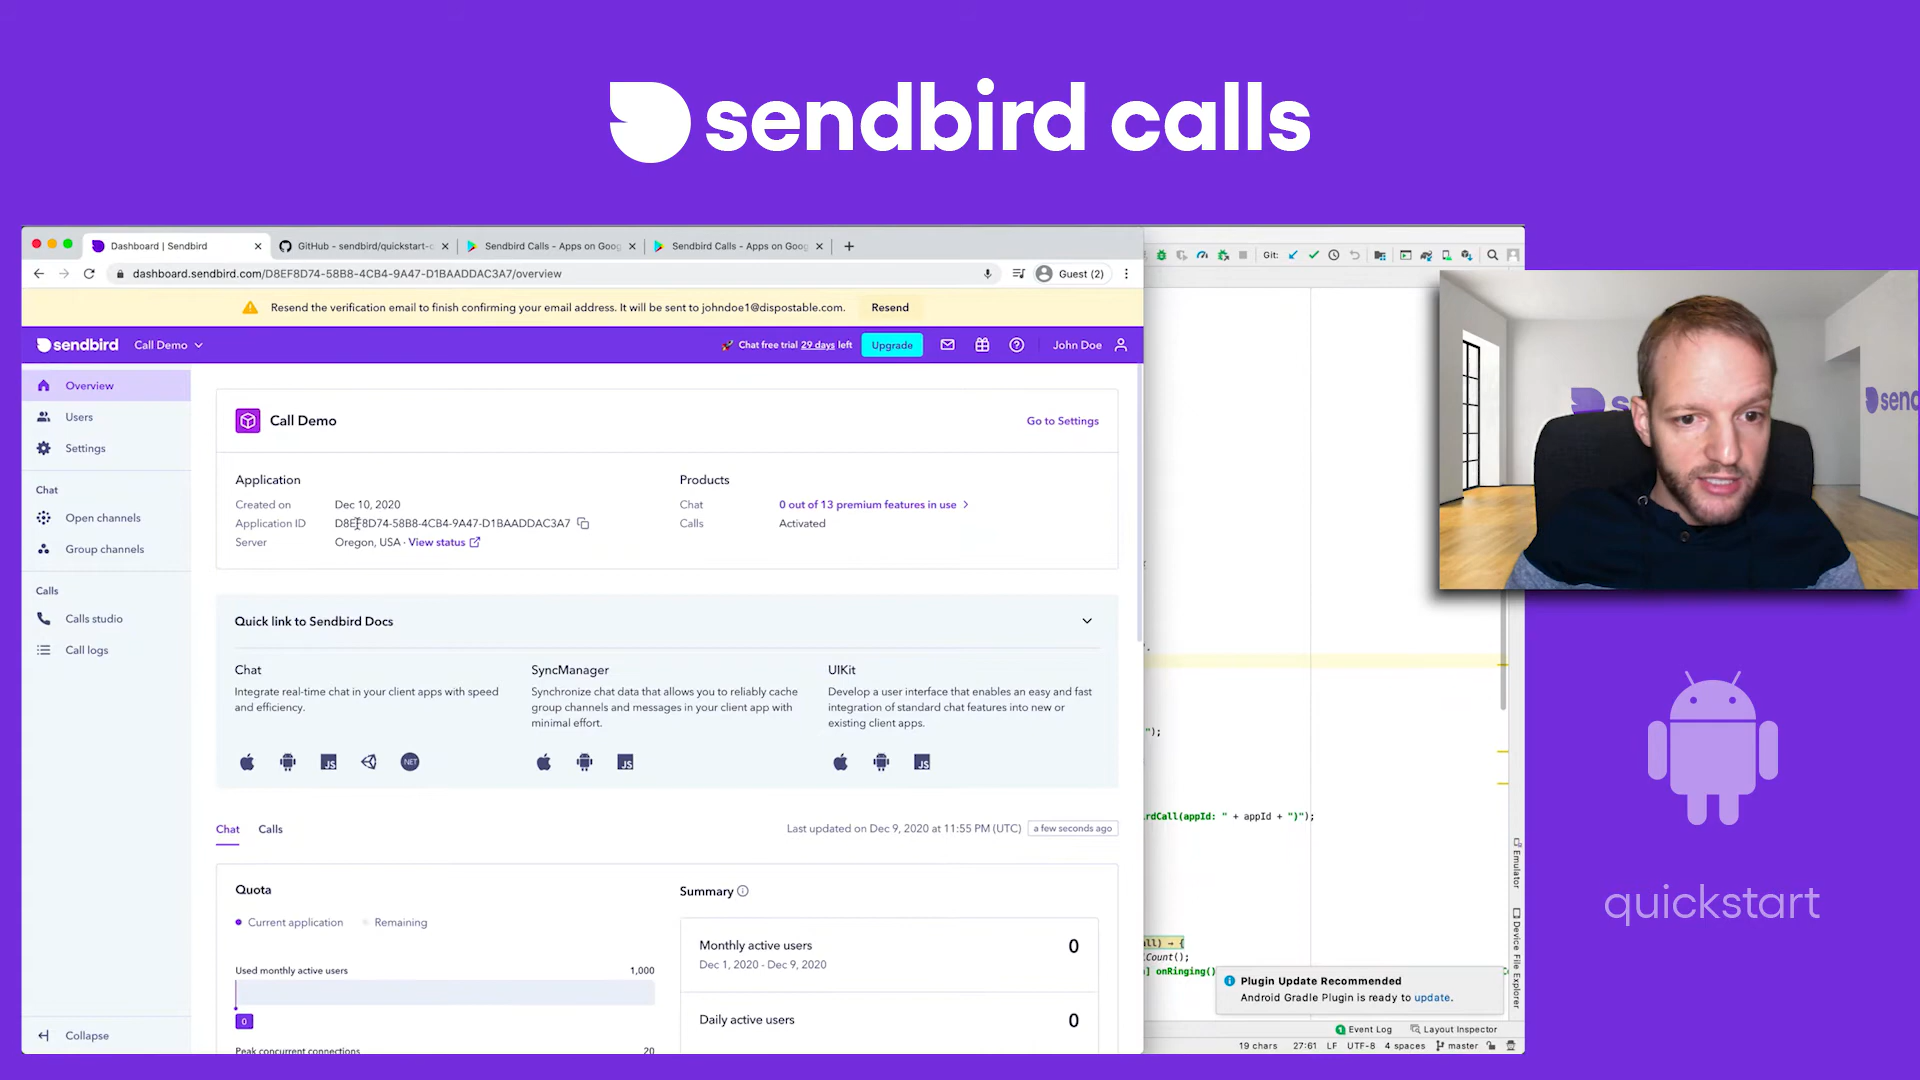 sendbird calls
Dashboard | Sendbird
GitHub - sendbird/quickstart-c
Sendbird Calls - Apps on Goog
Sendbird Calls - Apps on Goog
dashboard.sendbird.com/D8EF8D74-58B8-4CB4-9A47-D1BAADDAC3A7/overview
Guest (2)
Git:
Resend the verification email to finish confirming your email address. It will be sent to johndoe1@dispostable.com.
Resend
sendbird
Call Demo
Chat free trial 29 days left
Upgrade
John Doe
Overview
Users
Settings
Chat
Open channels
Group channels
Calls
Calls studio
Call logs
Collapse
Call Demo
Go to Settings
Application
Created on Dec 10, 2020
Application ID D8EF8D74-58B8-4CB4-9A47-D1BAADDAC3A7
Server Oregon, USA · View status
Products
Chat 0 out of 13 premium features in use
Calls Activated
Quick link to Sendbird Docs
Chat
Integrate real-time chat in your client apps with speed
and efficiency.
JS
NET
SyncManager
Synchronize chat data that allows you to reliably cache
group channels and messages in your client app with
minimal effort.
JS
UIKit
Develop a user interface that enables an easy and fast
integration of standard chat features into new or
existing client apps.
JS
Chat Calls
Last updated on Dec 9, 2020 at 11:55 PM (UTC) a few seconds ago
Quota
Current application Remaining
Used monthly active users 1,000
0
Peak concurrent connections 20
Summary
Monthly active users 0
Dec 1, 2020 - Dec 9, 2020
Daily active users 0
");
rdCall(appId: " + appId + ")");
all) → {
lCount();
] onRinging()
Plugin Update Recommended
Android Gradle Plugin is ready to update.
Emulator
Device File Explorer
Event Log Layout Inspector
19 chars 27:61 LF UTF-8 4 spaces master
send
quickstart